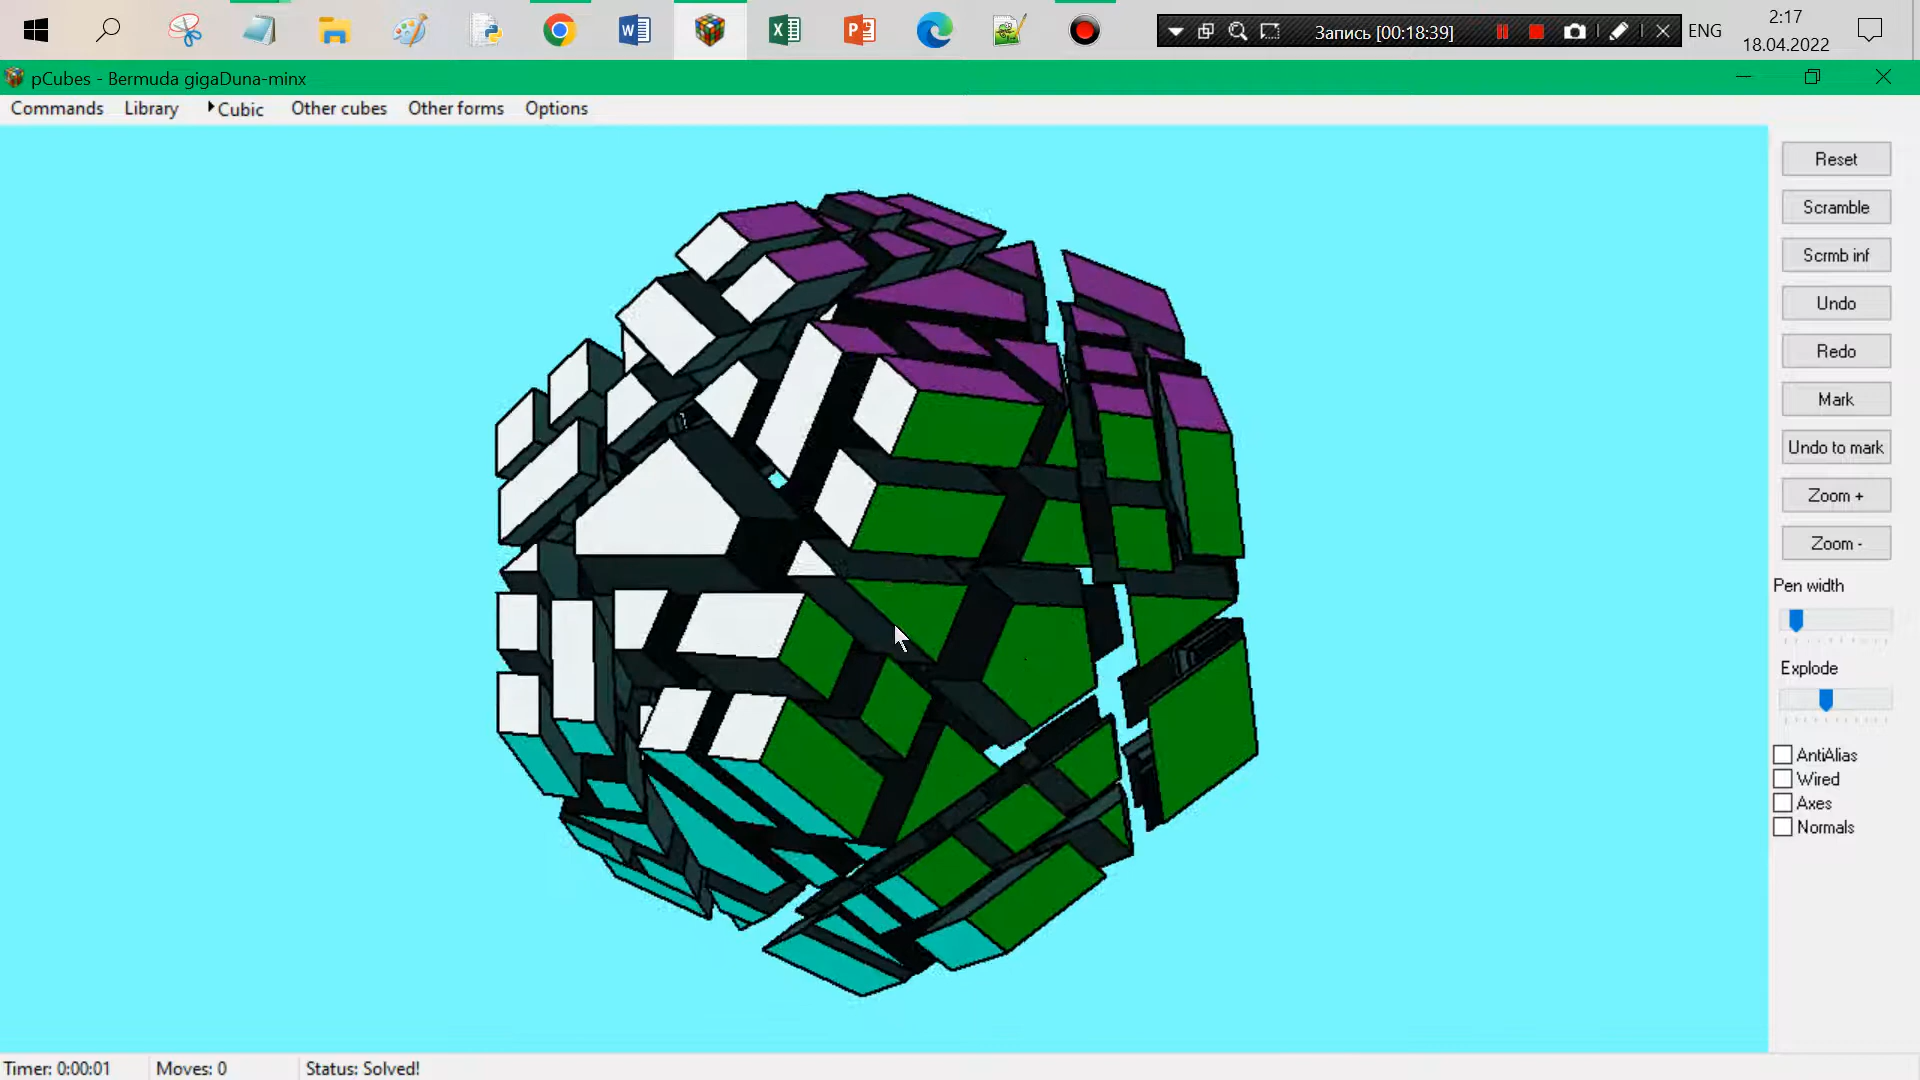 Запись [00:18:39]
ENG
2:17
18.04.2022
pCubes - Bermuda gigaDuna-minx
Commands Library Cubic Other cubes Other forms Options
Reset
Scramble
Scrmb inf
Undo
Redo
Mark
Undo to mark
Zoom +
Zoom -
Pen width
Explode
AntiAlias
Wired
Axes
Normals
Timer: 0:00:01 Moves: 0 Status: Solved!